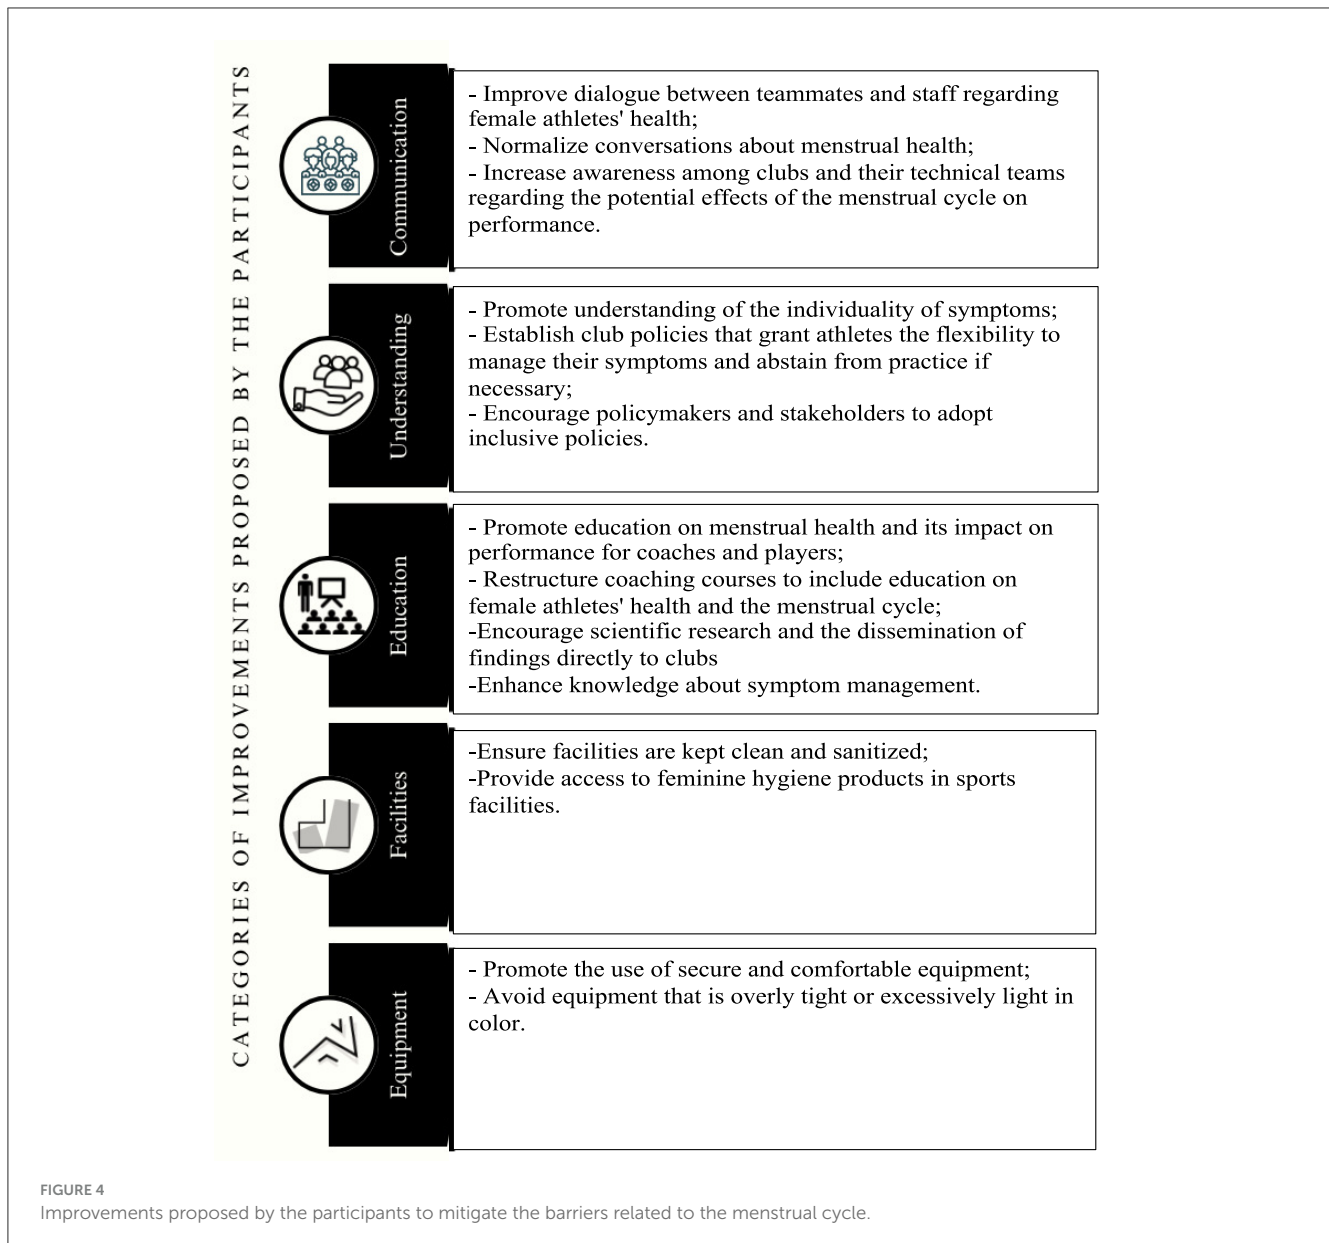 CATEGORIES OF IMPROVEMENTS PROPOSED BY THE PARTICIPANTS
Communication
- Improve dialogue between teammates and staff regarding
female athletes' health;
- Normalize conversations about menstrual health;
- Increase awareness among clubs and their technical teams
regarding the potential effects of the menstrual cycle on
performance.
Understanding
- Promote understanding of the individuality of symptoms;
- Establish club policies that grant athletes the flexibility to
manage their symptoms and abstain from practice if
necessary;
- Encourage policymakers and stakeholders to adopt
inclusive policies.
Education
- Promote education on menstrual health and its impact on
performance for coaches and players;
- Restructure coaching courses to include education on
female athletes' health and the menstrual cycle;
-Encourage scientific research and the dissemination of
findings directly to clubs
-Enhance knowledge about symptom management.
Facilities
-Ensure facilities are kept clean and sanitized;
-Provide access to feminine hygiene products in sports
facilities.
Equipment
- Promote the use of secure and comfortable equipment;
- Avoid equipment that is overly tight or excessively light in
color.
FIGURE 4
Improvements proposed by the participants to mitigate the barriers related to the menstrual cycle.